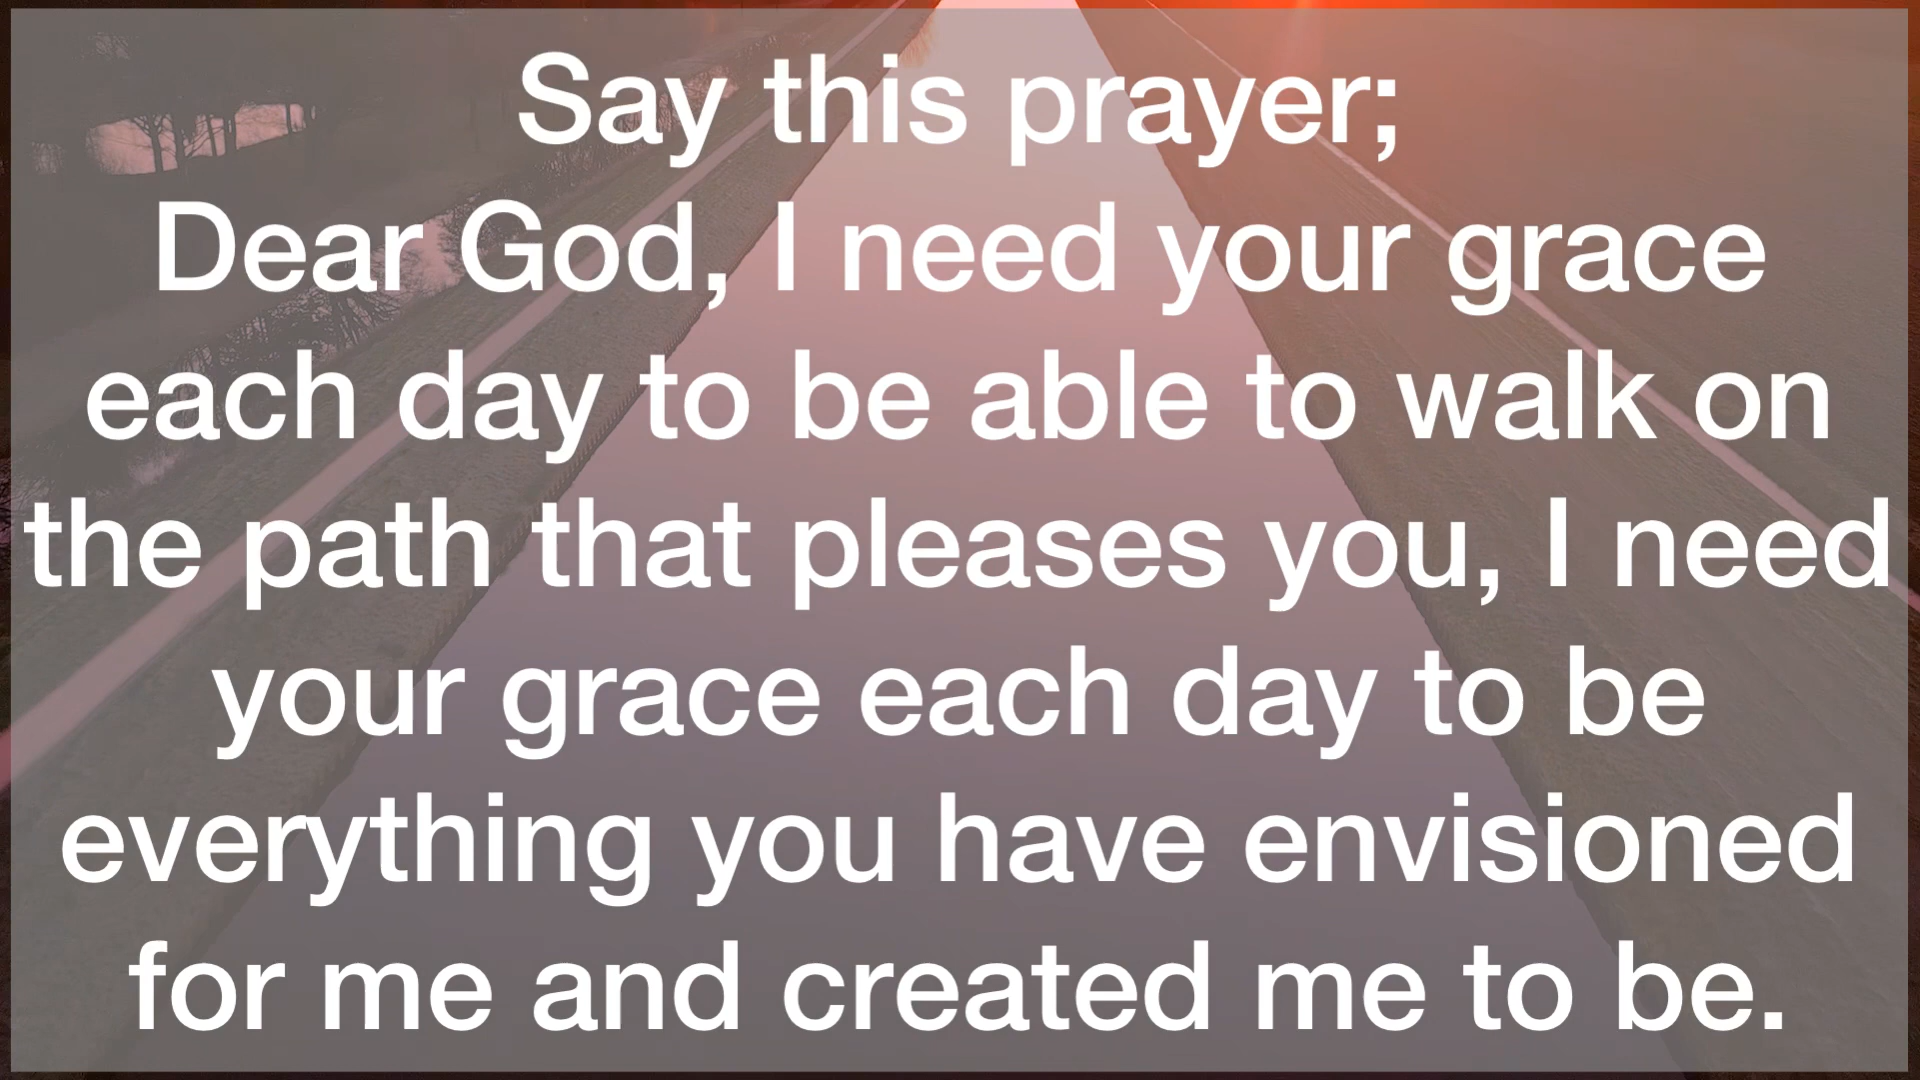 Say this prayer;
Dear God, I need your grace
each day to be able to walk on
the path that pleases you, I need
your grace each day to be
everything you have envisioned
for me and created me to be.